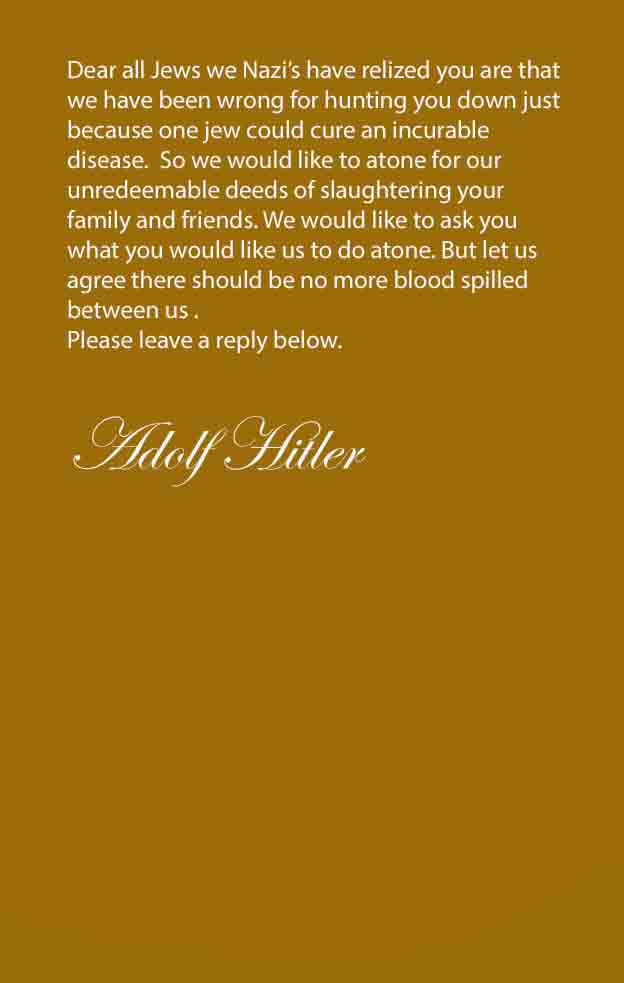 Dear all Jews we Nazi's have relized you are that
we have been wrong for hunting you down just
because one jew could cure an incurable
disease.  So we would like to atone for our
unredeemable deeds of slaughtering your
family and friends. We would like to ask you
what you would like us to do atone. But let us
agree there should be no more blood spilled
between us .
Please leave a reply below.
Adolf Hitler